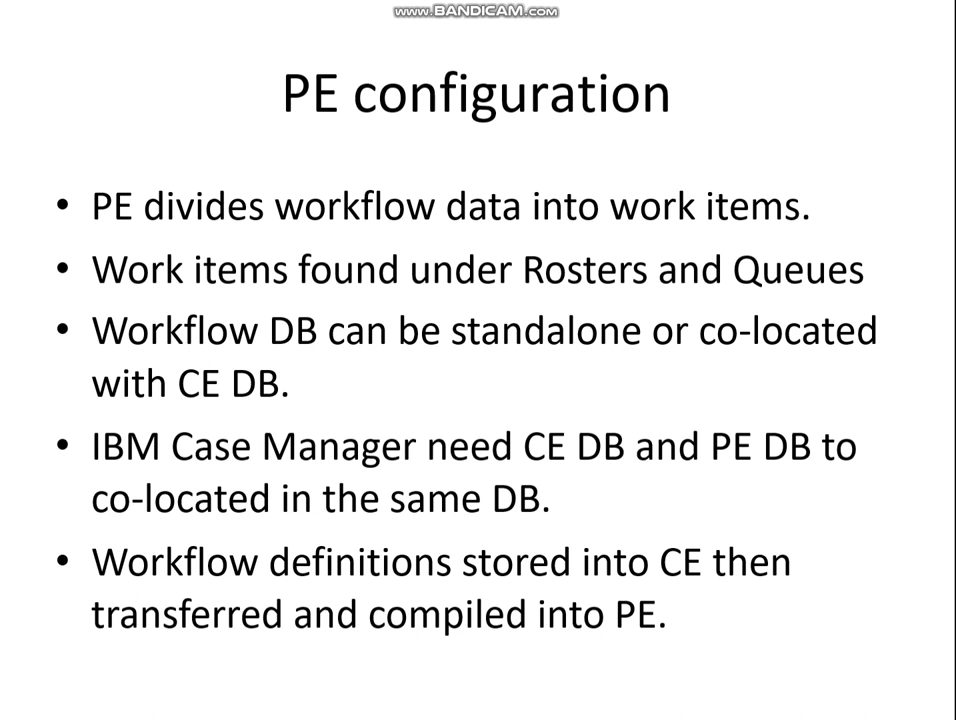 www.BANDICAM.com
PE configuration
• PE divides workflow data into work items.
• Work items found under Rosters and Queues
• Workflow DB can be standalone or co-located
with CE DB.
• IBM Case Manager need CE DB and PE DB to
co-located in the same DB.
• Workflow definitions stored into CE then
transferred and compiled into PE.